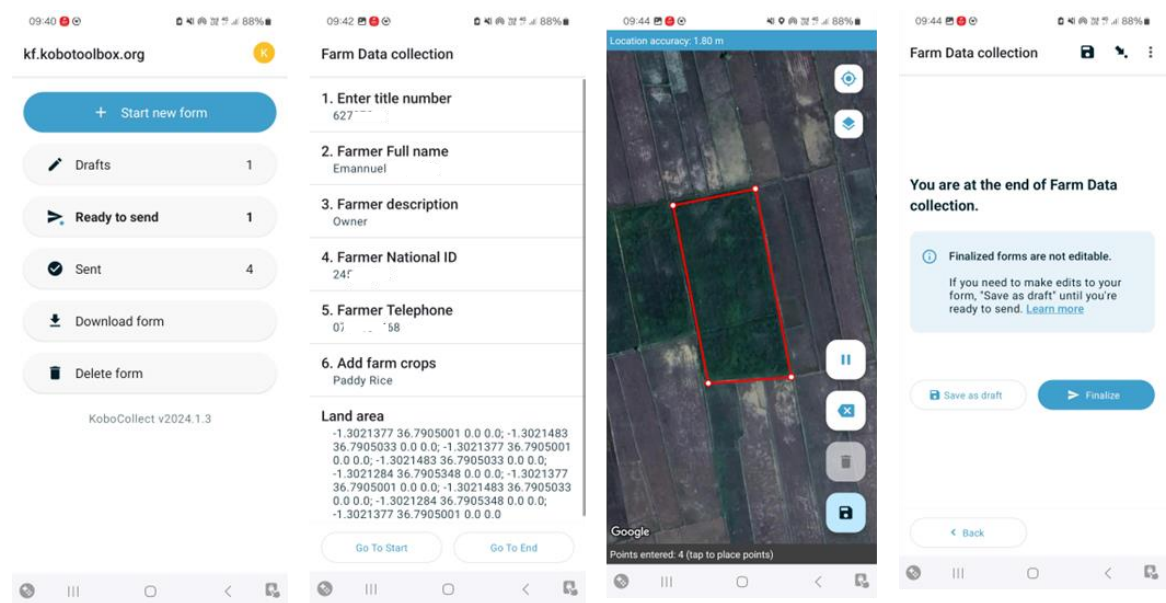 09:40
88%
kf.kobotoolbox.org
K
+ Start new form
Drafts 1
Ready to send 1
Sent 4
Download form
Delete form
KoboCollect v2024.1.3
09:42
88%
Farm Data collection
1. Enter title number
627
2. Farmer Full name
Emannuel
3. Farmer description
Owner
4. Farmer National ID
5. Farmer Telephone
07 68
6. Add farm crops
Paddy Rice
Land area
-1.3021377 36.7905001 0.0 0.0; -1.3021483
36.7905033 0.0 0.0; -1.3021377 36.7905001
0.0 0.0; -1.3021483 36.7905033 0.0 0.0;
-1.3021284 36.7905348 0.0 0.0; -1.3021377
36.7905001 0.0 0.0; -1.3021483 36.7905033
0.0 0.0; -1.3021284 36.7905348 0.0 0.0;
-1.3021377 36.7905001 0.0 0.0
Go To Start
Go To End
09:44
88%
Location accuracy: 1.80 m
Google
Points entered: 4 (tap to place points)
09:44
88%
Farm Data collection
You are at the end of Farm Data
collection.
Finalized forms are not editable.
If you need to make edits to your
form, "Save as draft" until you're
ready to send. Learn more
Save as draft
Finalize
< Back